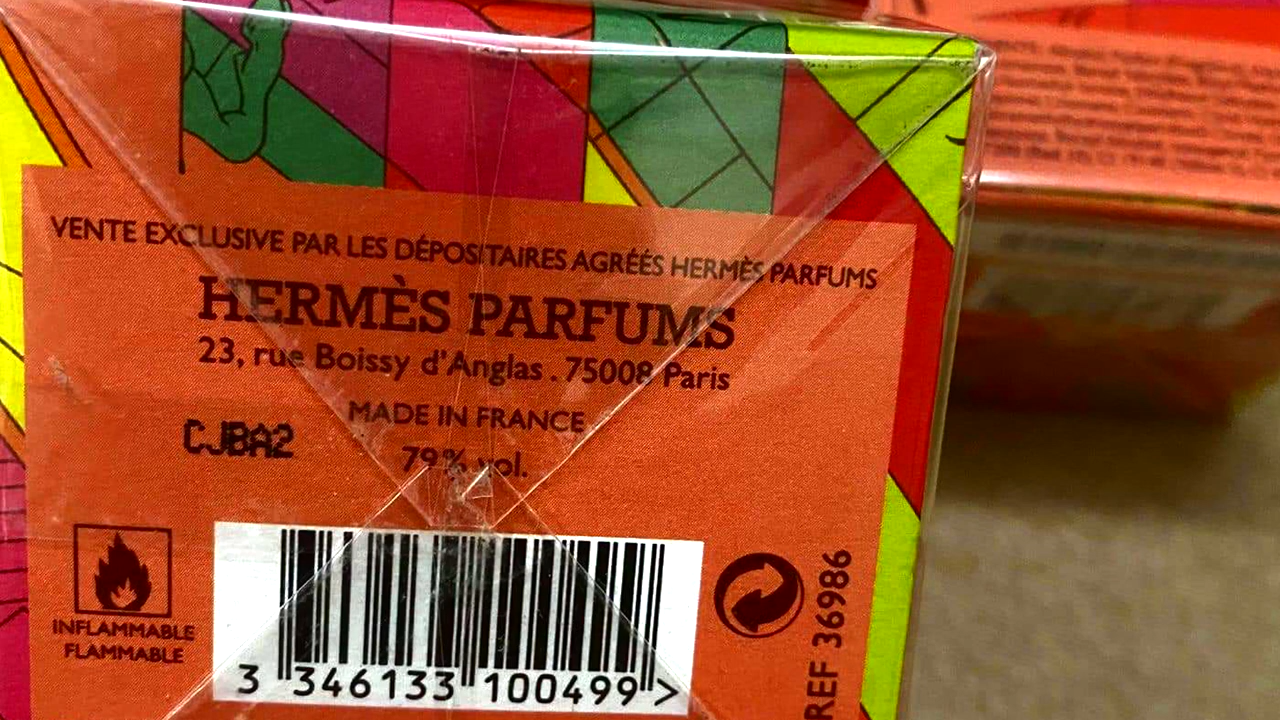 VENTE EXCLUSIVE PAR LES DÉPOSITAIRES AGRÉÉS HERMÈS PARFUMS
HERMÈS PARFUMS
23, rue Boissy d'Anglas . 75008 Paris
MADE IN FRANCE
CJBA2
79% vol.
INFLAMMABLE
FLAMMABLE
3 346133 100499 >
REF 36986